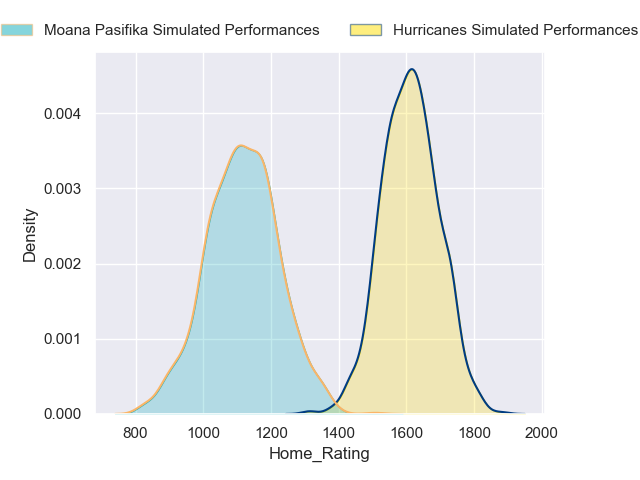 Moana Pasifika Simulated Performances Hurricanes Simulated Performances
0.004
0.003
0.002
0.001
0.000
Density
800 1000 1200 1400 1600 1800 2000
Home_Rating